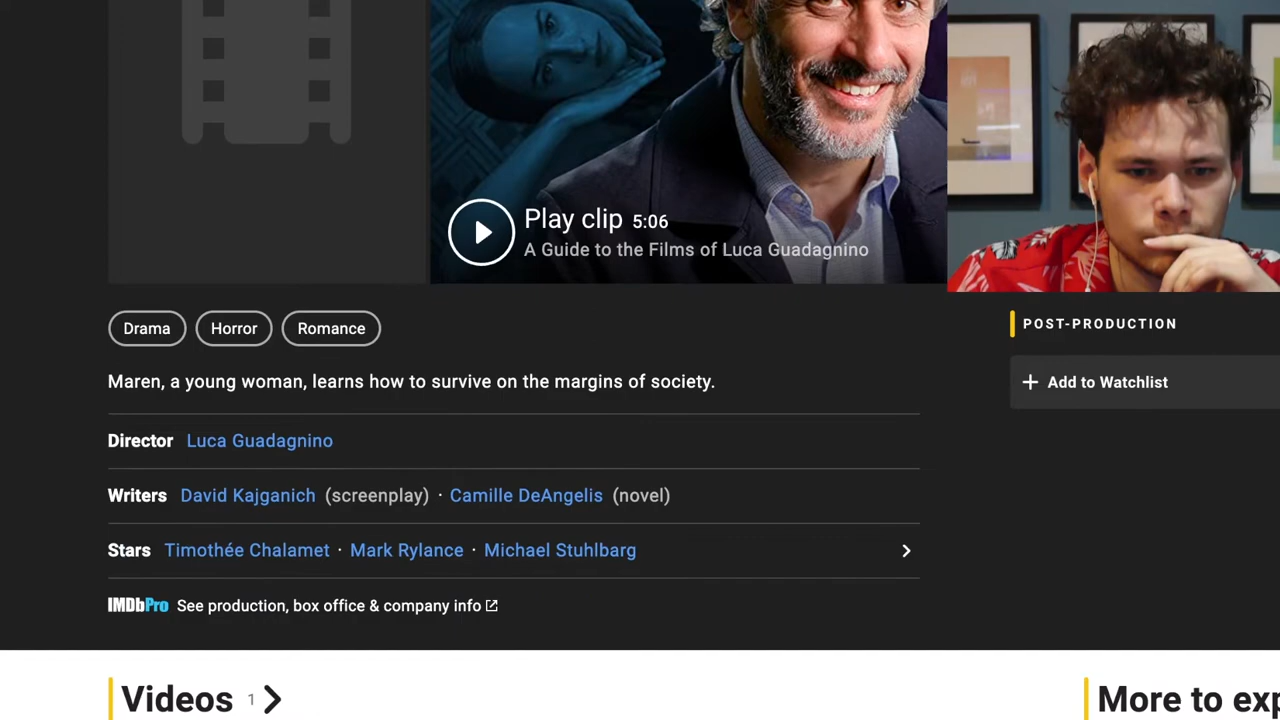 Play clip 5:06
A Guide to the Films of Luca Guadagnino
Drama Horror Romance
POST-PRODUCTION
Maren, a young woman, learns how to survive on the margins of society.
+ Add to Watchlist
Director Luca Guadagnino
Writers David Kajganich (screenplay) · Camille DeAngelis (novel)
Stars Timothée Chalamet · Mark Rylance · Michael Stuhlbarg
IMDbPro See production, box office & company info
Videos 1
More to exp